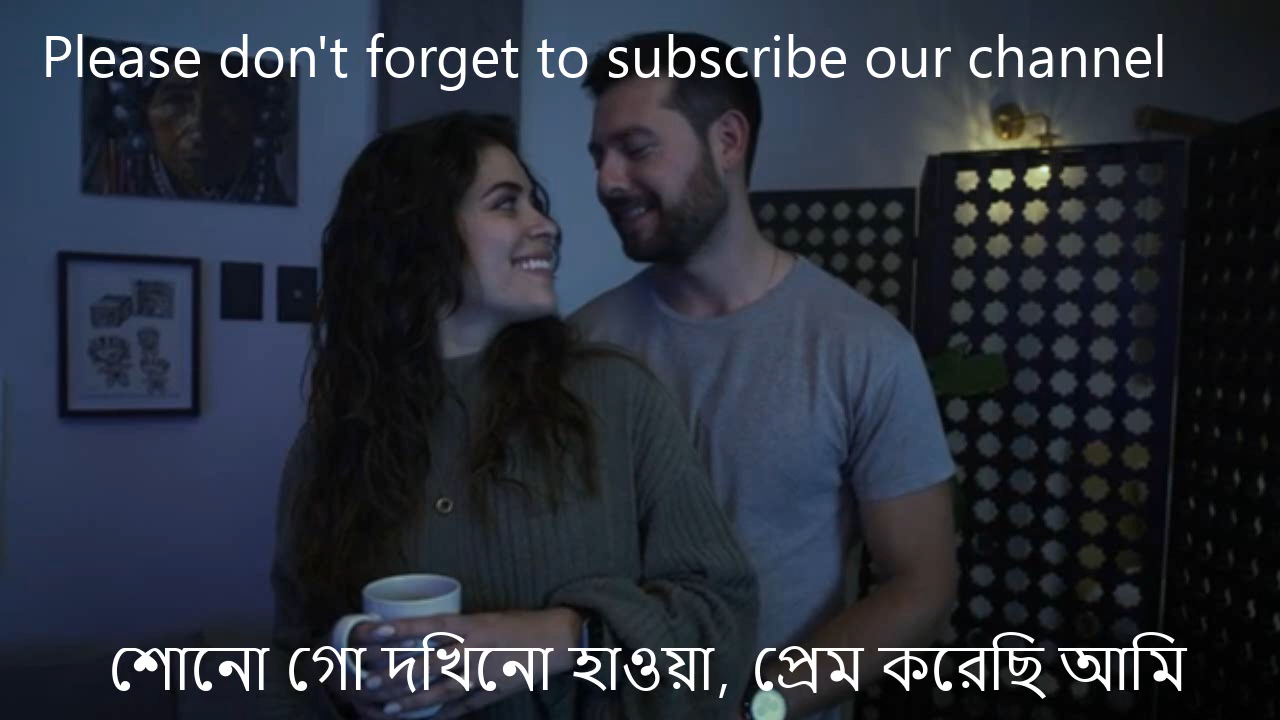 Please don't forget to subscribe our channel
শোনো গো দখিনো হাওয়া, প্রেম করেছি আমি